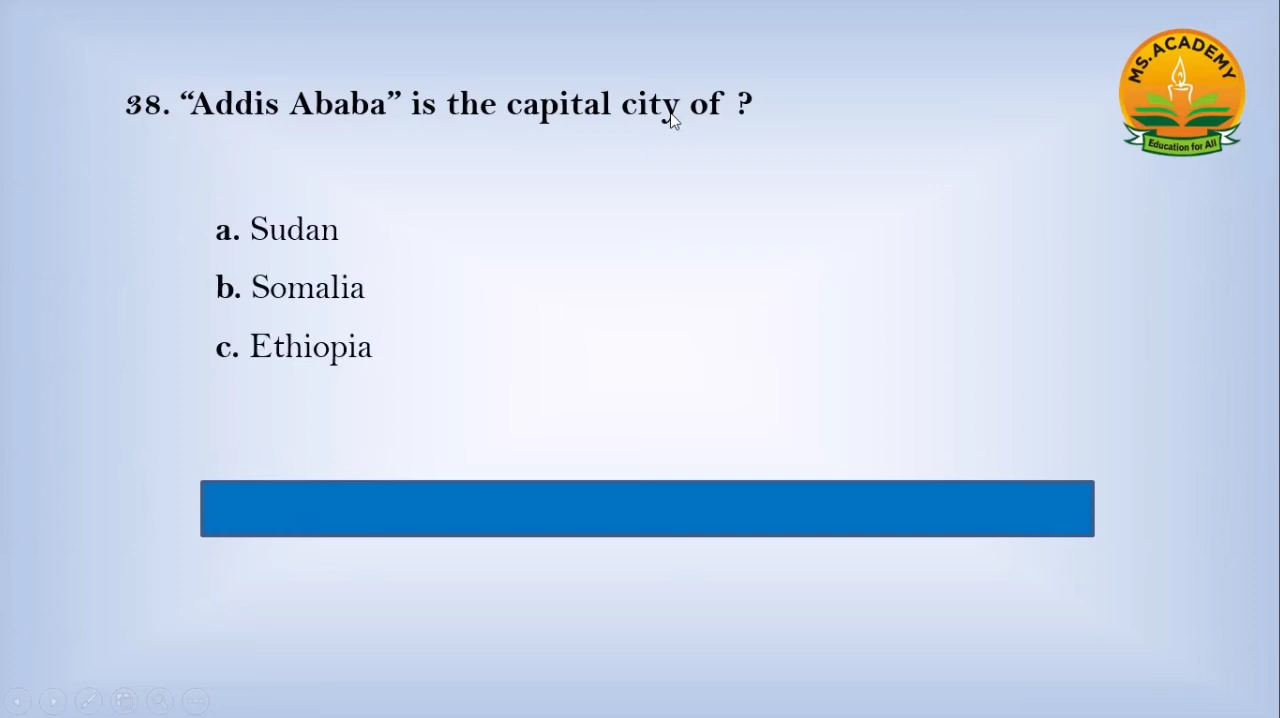 38. “Addis Ababa” is the capital city of ?
MS. ACADEMY
Education for All
a. Sudan
b. Somalia
c. Ethiopia